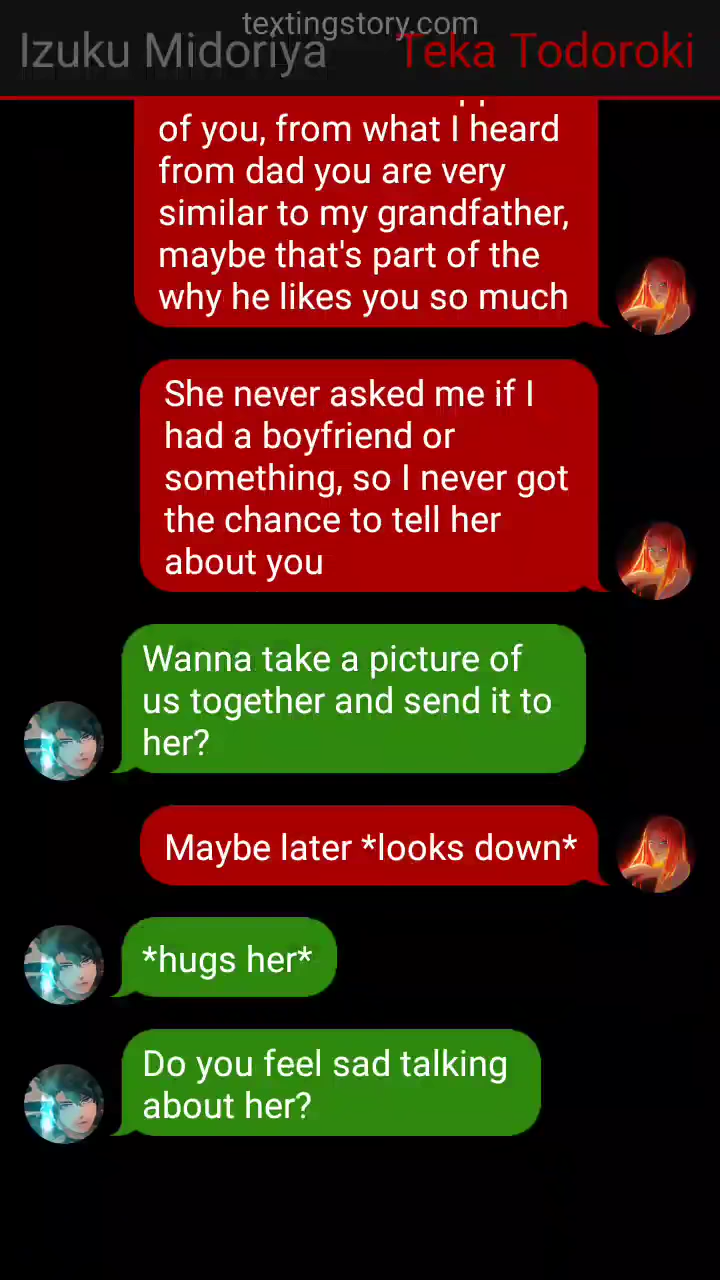 textingstory.com
Izuku Midoriya Teka Todoroki
of you, from what I heard
from dad you are very
similar to my grandfather,
maybe that's part of the
why he likes you so much
She never asked me if I
had a boyfriend or
something, so I never got
the chance to tell her
about you
Wanna take a picture of
us together and send it to
her?
Maybe later *looks down*
*hugs her*
Do you feel sad talking
about her?